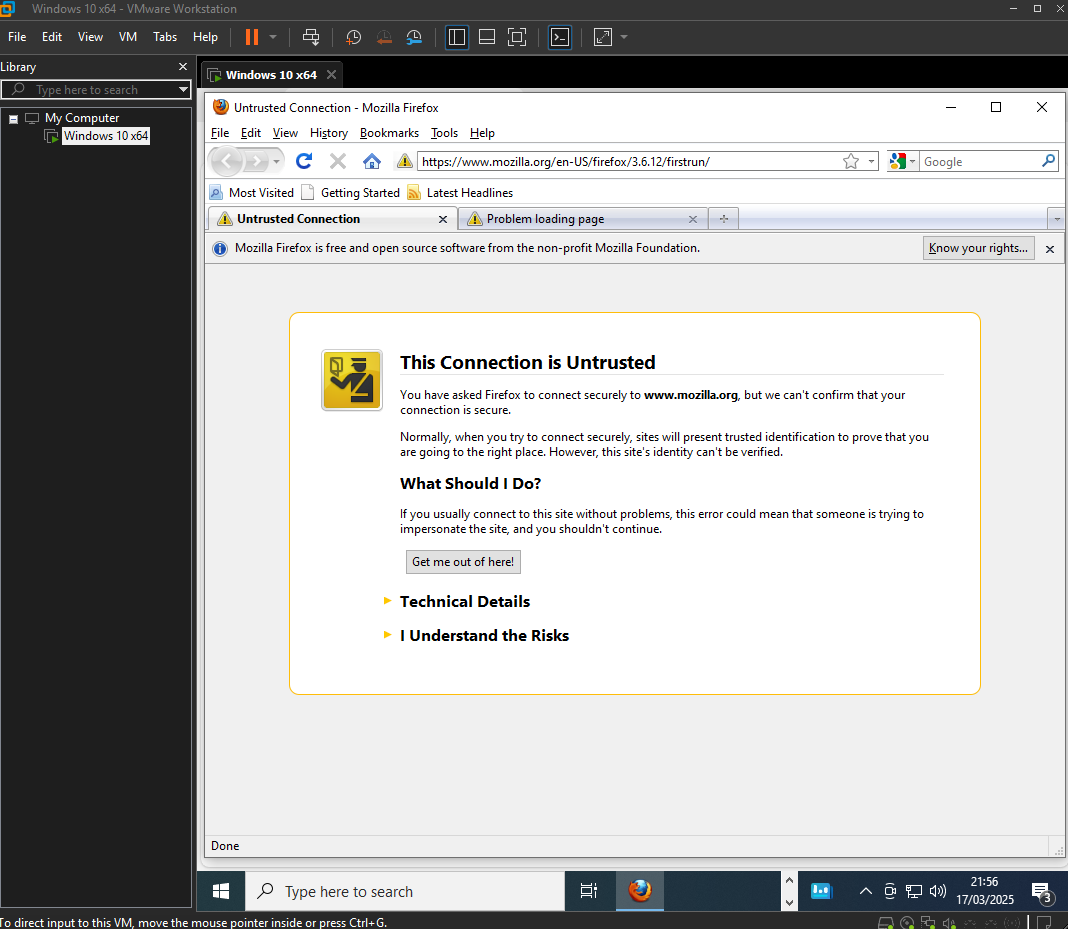 Windows 10 x64 - VMware Workstation
File Edit View VM Tabs Help
Library
Type here to search
My Computer
Windows 10 x64
Windows 10 x64
Untrusted Connection - Mozilla Firefox
File Edit View History Bookmarks Tools Help
https://www.mozilla.org/en-US/firefox/3.6.12/firstrun/
Google
Most Visited Getting Started Latest Headlines
Untrusted Connection
Problem loading page
Mozilla Firefox is free and open source software from the non-profit Mozilla Foundation.
Know your rights...
This Connection is Untrusted
You have asked Firefox to connect securely to www.mozilla.org, but we can't confirm that your
connection is secure.
Normally, when you try to connect securely, sites will present trusted identification to prove that you
are going to the right place. However, this site's identity can't be verified.
What Should I Do?
If you usually connect to this site without problems, this error could mean that someone is trying to
impersonate the site, and you shouldn't continue.
Get me out of here!
Technical Details
I Understand the Risks
Done
Type here to search
21:56
17/03/2025
3
To direct input to this VM, move the mouse pointer inside or press Ctrl+G.